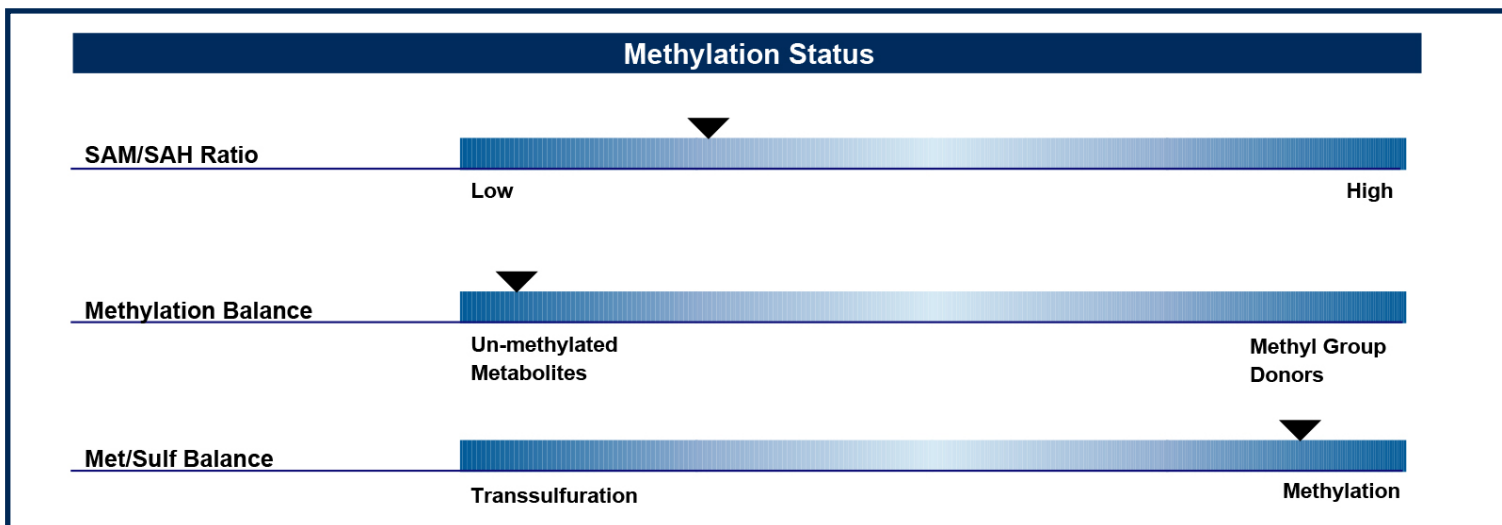 Methylation Status
SAM/SAH Ratio
Low
High
Methylation Balance
Un-methylated
Metabolites
Methyl Group
Donors
Met/Sulf Balance
Transsulfuration
Methylation